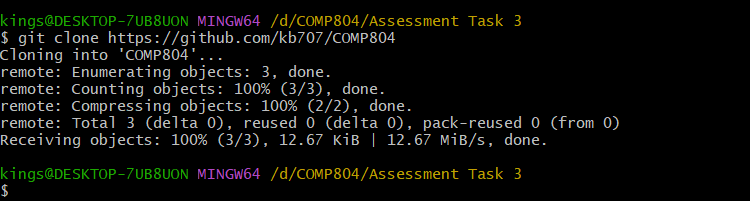 kings@DESKTOP-7UB8UON MINGW64 /d/COMP804/Assessment Task 3
$ git clone https://github.com/kb707/COMP804
Cloning into 'COMP804'...
remote: Enumerating objects: 3, done.
remote: Counting objects: 100% (3/3), done.
remote: Compressing objects: 100% (2/2), done.
remote: Total 3 (delta 0), reused 0 (delta 0), pack-reused 0 (from 0)
Receiving objects: 100% (3/3), 12.67 KiB | 12.67 MiB/s, done.
kings@DESKTOP-7UB8UON MINGW64 /d/COMP804/Assessment Task 3
$